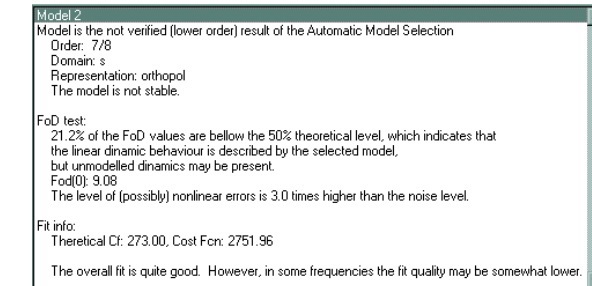 Model 2
Model is the not verified (lower order) result of the Automatic Model Selection
Order: 7/8
Domain: s
Representation: orthopol
The model is not stable.
FoD test:
21.2% of the FoD values are bellow the 50% theoretical level, which indicates that
the linear dinamic behaviour is described by the selected model,
but unmodelled dinamics may be present.
Fod(0): 9.08
The level of (possibly) nonlinear errors is 3.0 times higher than the noise level.
Fit info:
Theretical Cf: 273.00, Cost Fcn: 2751.96
The overall fit is quite good. However, in some frequencies the fit quality may be somewhat lower.